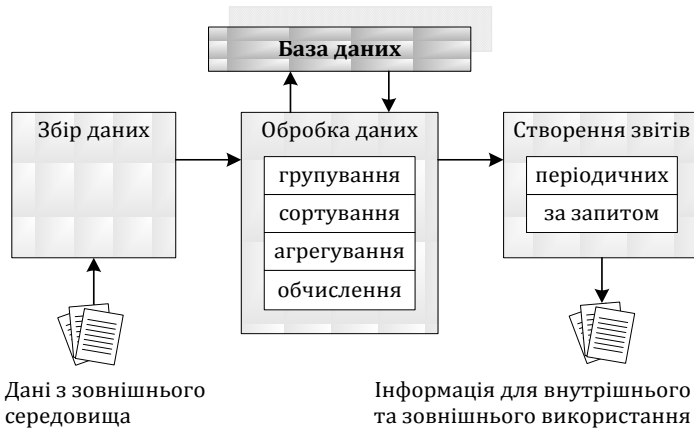 База даних
Збір даних
Обробка даних
групування
сортування
агрегування
обчислення
Створення звітів
періодичних
за запитом
Дані з зовнішнього
середовища
Інформація для внутрішнього
та зовнішнього використання